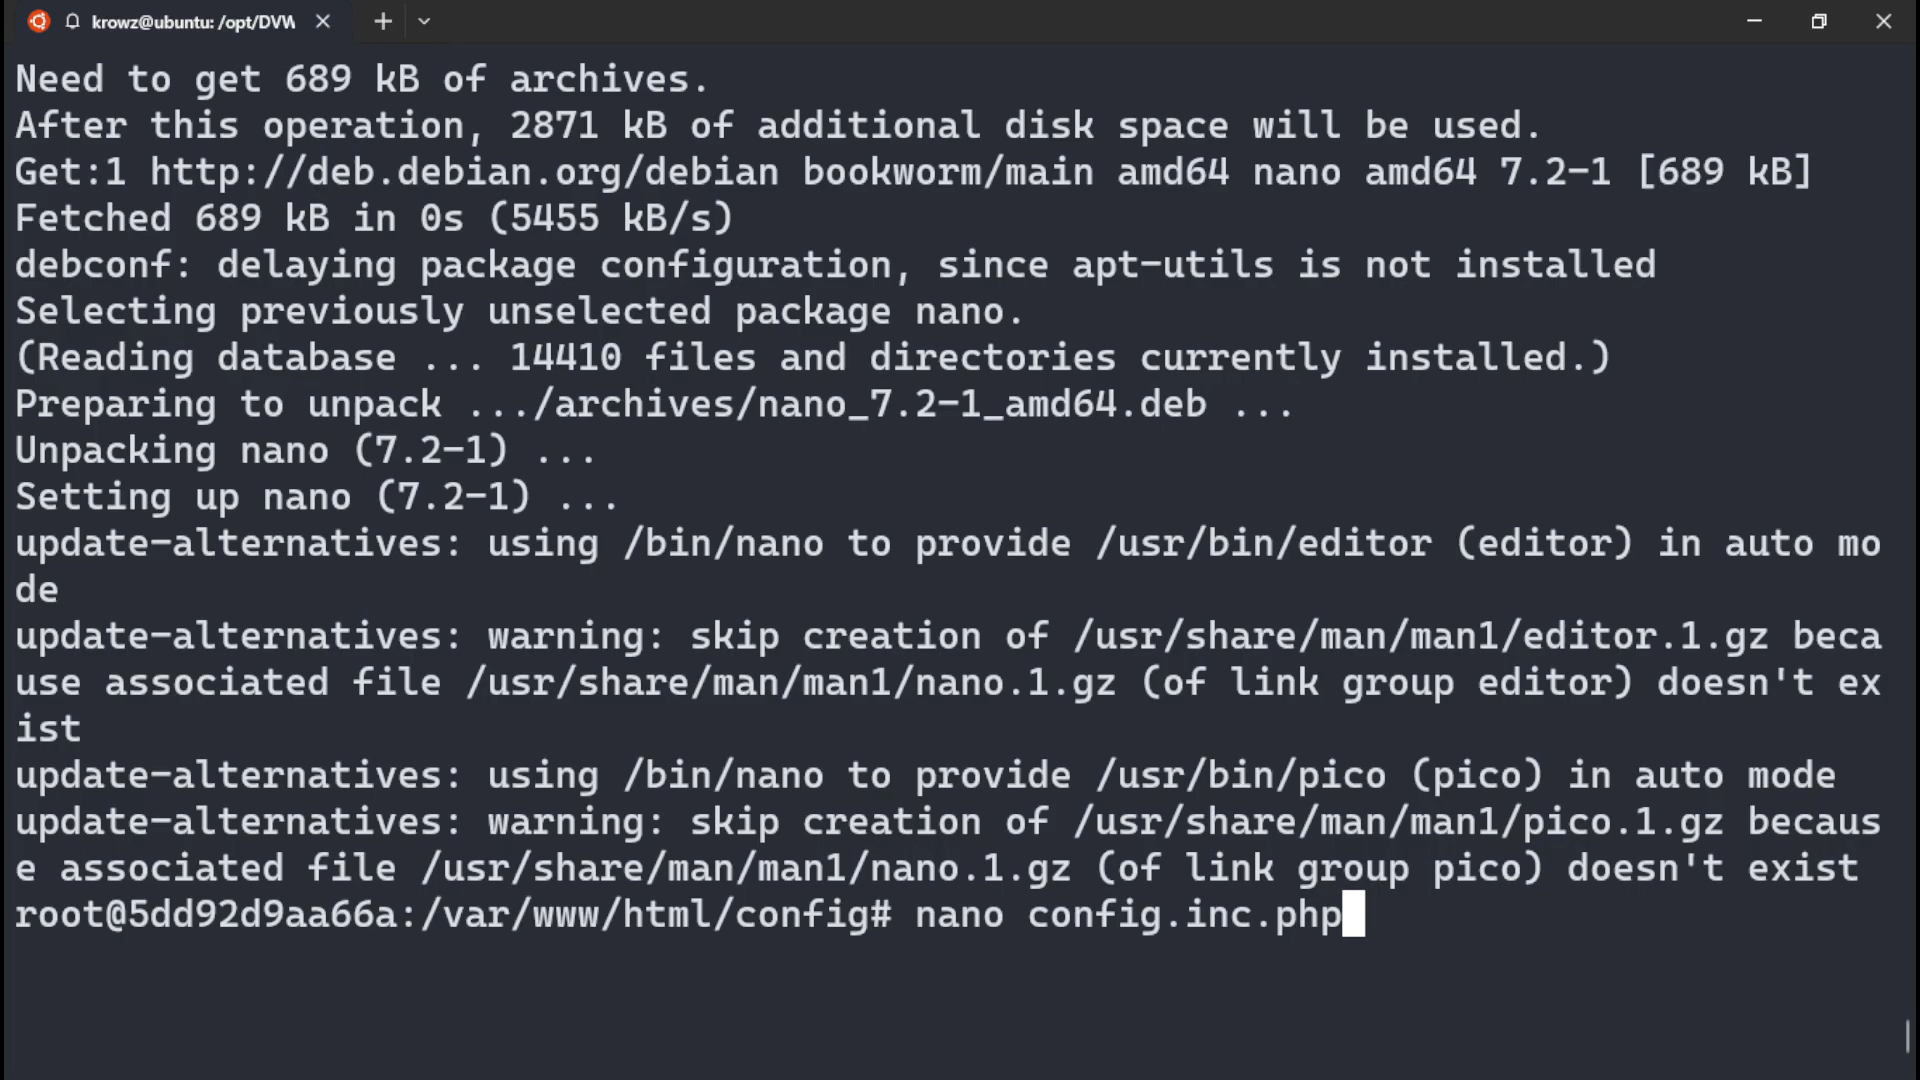 krowz@ubuntu: /opt/DVW
Need to get 689 kB of archives.
After this operation, 2871 kB of additional disk space will be used.
Get:1 http://deb.debian.org/debian bookworm/main amd64 nano amd64 7.2-1 [689 kB]
Fetched 689 kB in 0s (5455 kB/s)
debconf: delaying package configuration, since apt-utils is not installed
Selecting previously unselected package nano.
(Reading database ... 14410 files and directories currently installed.)
Preparing to unpack .../archives/nano_7.2-1_amd64.deb ...
Unpacking nano (7.2-1) ...
Setting up nano (7.2-1) ...
update-alternatives: using /bin/nano to provide /usr/bin/editor (editor) in auto mo
de
update-alternatives: warning: skip creation of /usr/share/man/man1/editor.1.gz beca
use associated file /usr/share/man/man1/nano.1.gz (of link group editor) doesn't ex
ist
update-alternatives: using /bin/nano to provide /usr/bin/pico (pico) in auto mode
update-alternatives: warning: skip creation of /usr/share/man/man1/pico.1.gz becaus
e associated file /usr/share/man/man1/nano.1.gz (of link group pico) doesn't exist
root@5dd92d9aa66a:/var/www/html/config# nano config.inc.php